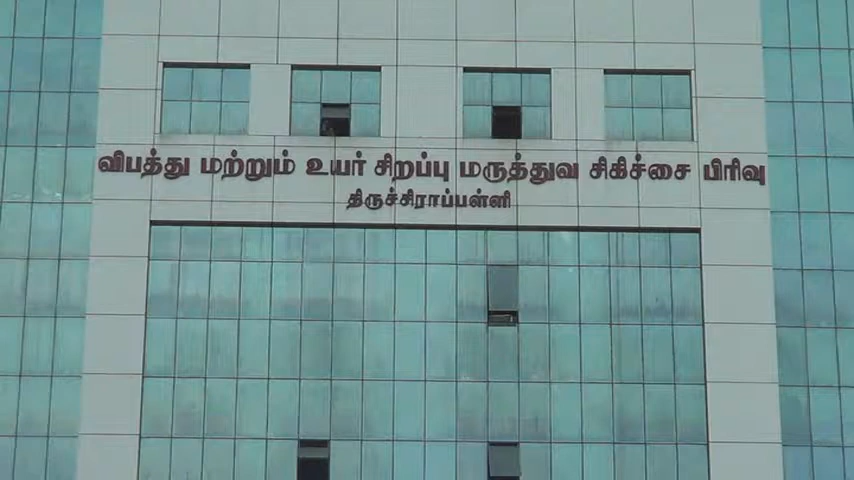 விபத்து மற்றும் உயர் சிறப்பு மருத்துவ சிகிச்சை பிரிவு
திருச்சிராப்பள்ளி